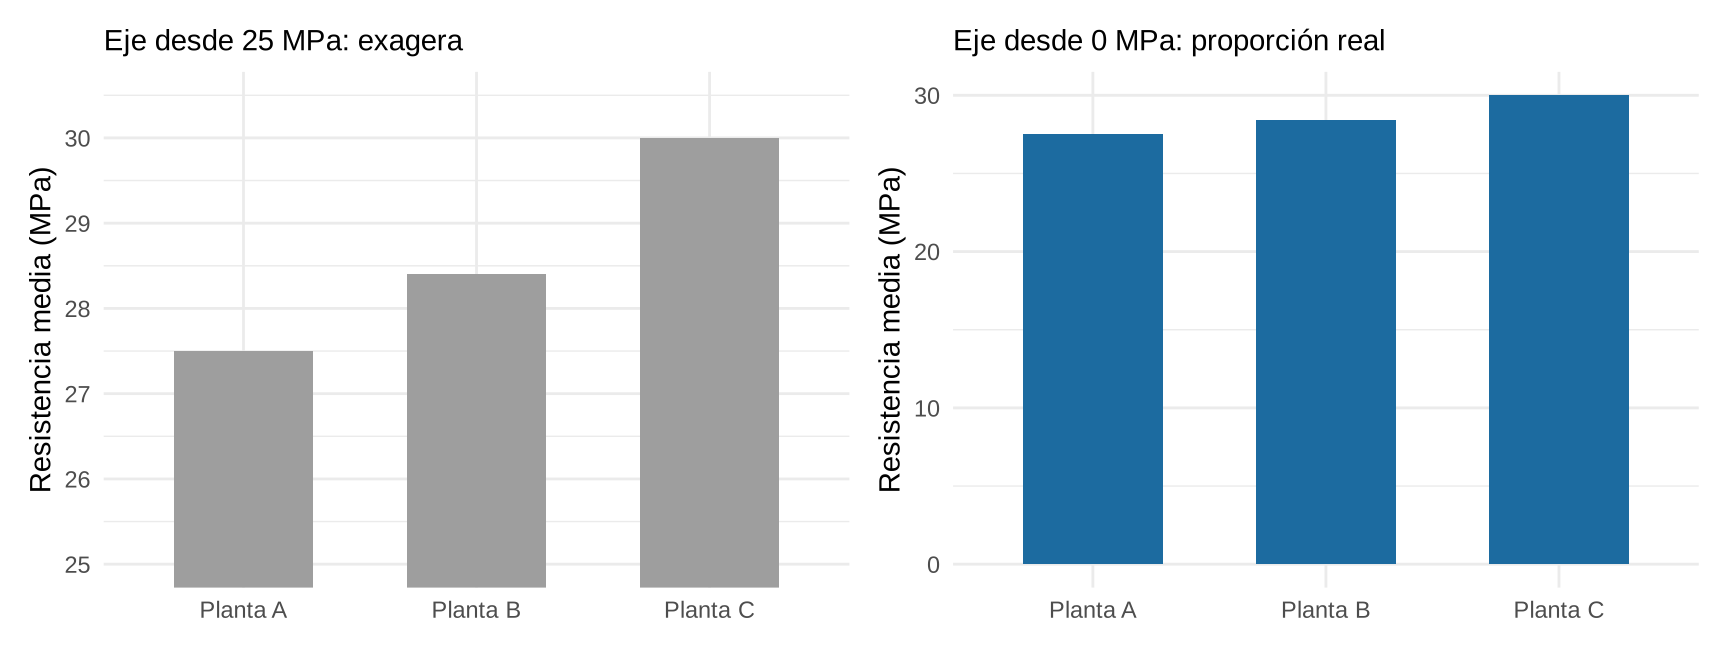 Eje desde 25 MPa: exagera
Resistencia media (MPa)
30
29
28
27
26
25
Planta A
Planta B
Planta C
Eje desde 0 MPa: proporción real
Resistencia media (MPa)
30
20
10
0
Planta A
Planta B
Planta C